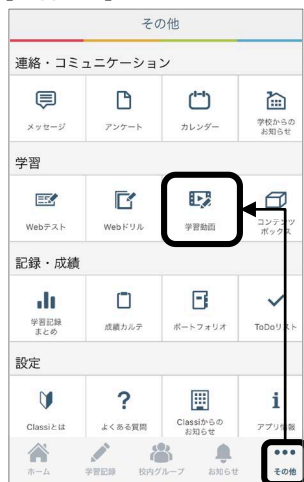 その他
連絡・コミュニケーション
メッセージ
アンケート
カレンダー
学校からの
お知らせ
学習
Webテスト
Webドリル
学習動画
コンテンツ
ボックス
記録・成績
学習記録
まとめ
成績カルテ
ポートフォリオ
ToDoリスト
設定
Classiとは
よくある質問
Classiからの
お知らせ
アプリ情報
ホーム
学習記録
校内グループ
お知らせ
その他